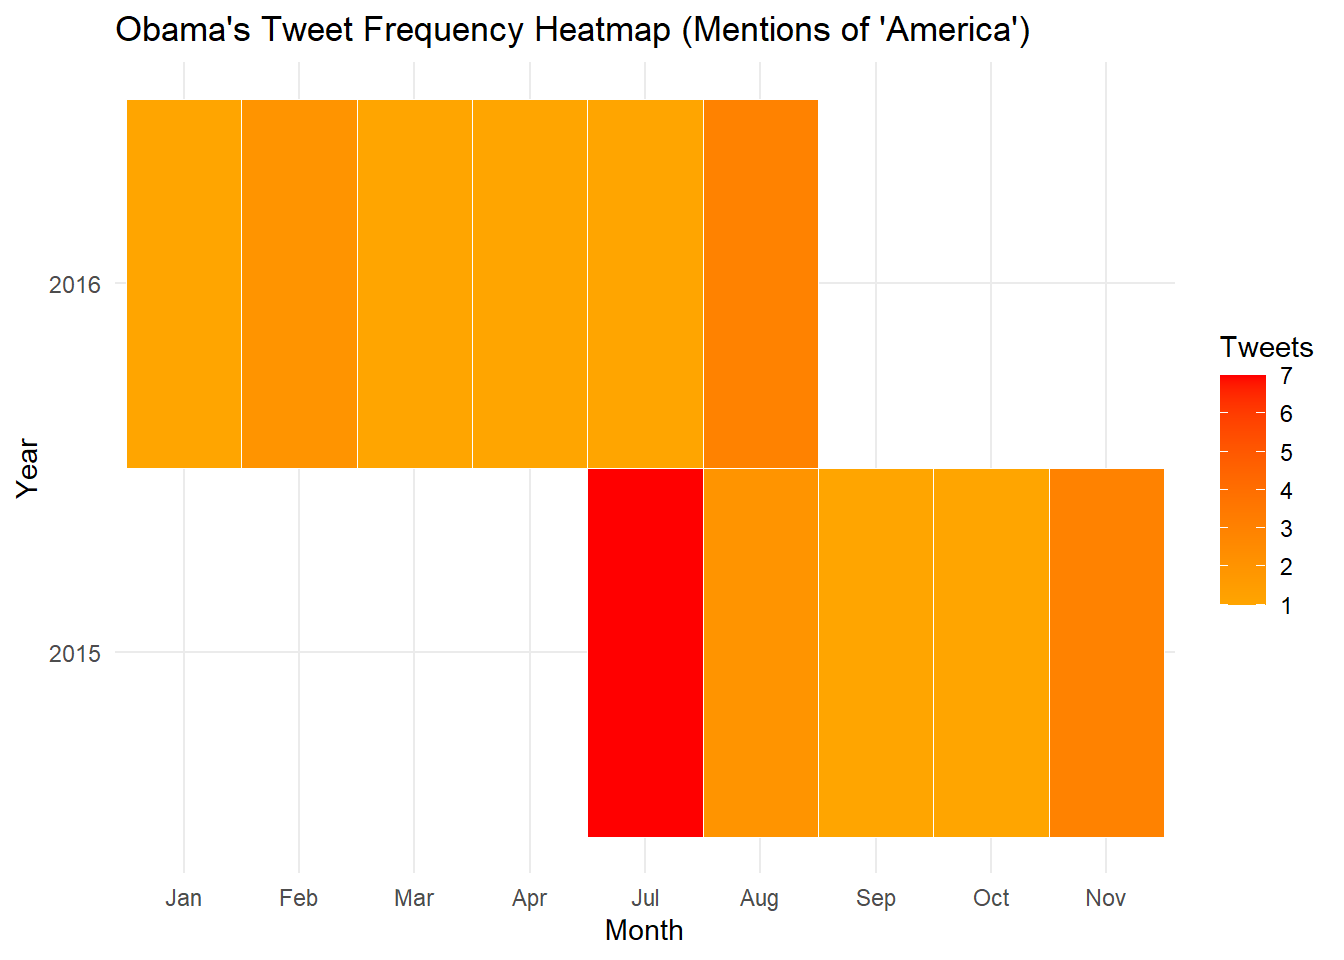 Obama's Tweet Frequency Heatmap (Mentions of 'America')
2016
2015
Year
Jan Feb Mar Apr Jul Aug Sep Oct Nov
Month
Tweets
7
6
5
4
3
2
1